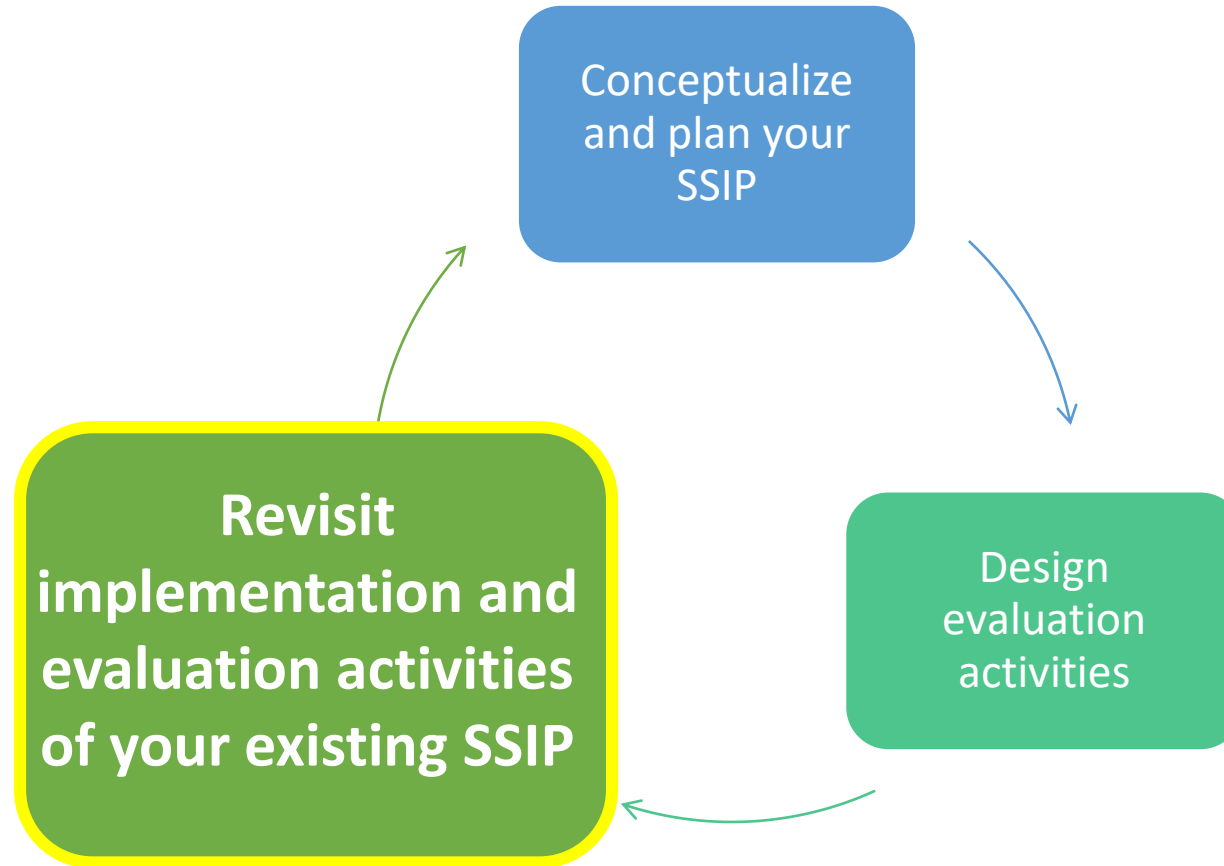 Conceptualize
and plan your
SSIP
Design
evaluation
activities
Revisit
implementation and
evaluation activities
of your existing SSIP